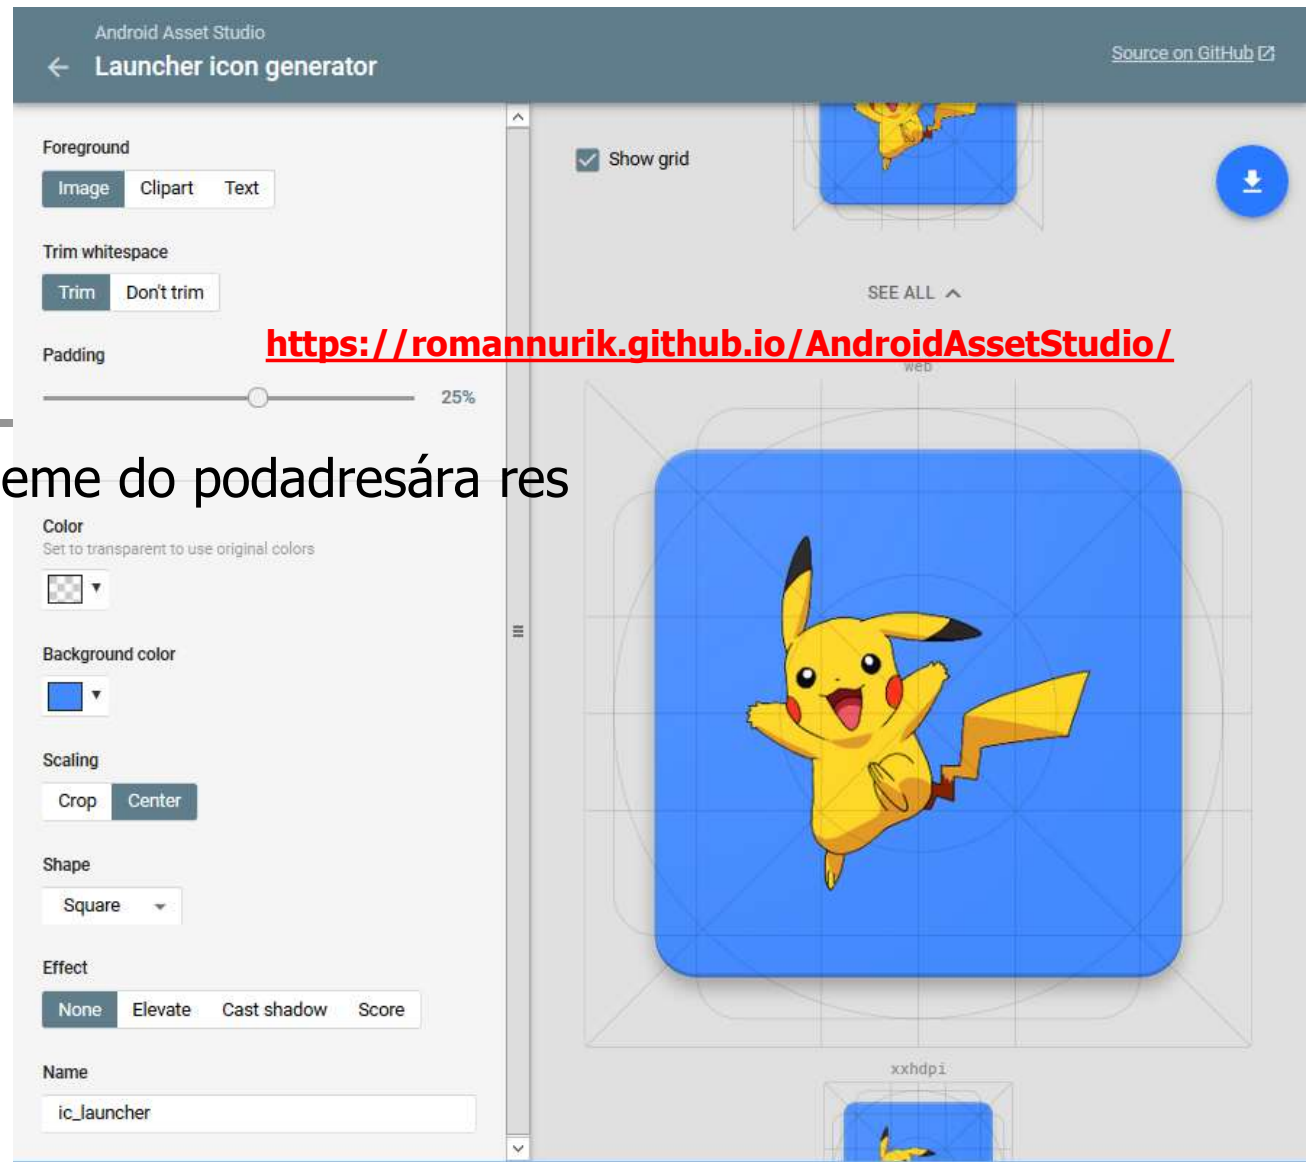 Android Asset Studio
Launcher icon generator
Source on GitHub
Foreground
Image Clipart Text
Show grid
Trim whitespace
Trim Don't trim
SEE ALL
https://romannurik.github.io/AndroidAssetStudio/
Padding
web
25%
eme do podadresára res
Color
Set to transparent to use original colors
Background color
Scaling
Crop Center
Shape
Square
Effect
None Elevate Cast shadow Score
Name
xxhdpi
ic_launcher